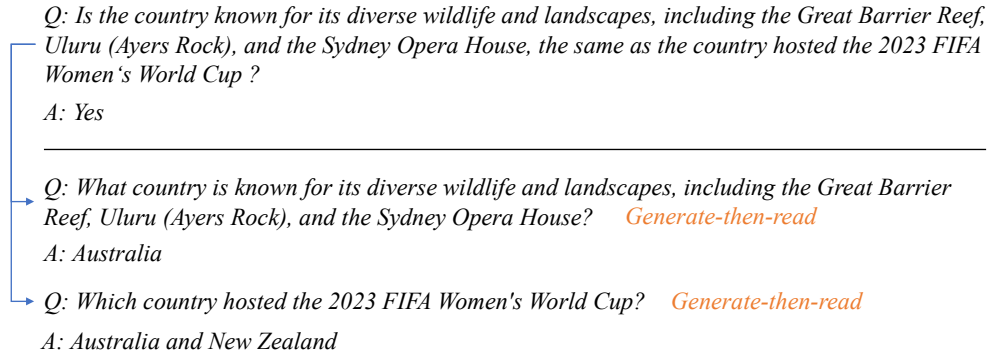 Q: Is the country known for its diverse wildlife and landscapes, including the Great Barrier Reef,
Uluru (Ayers Rock), and the Sydney Opera House, the same as the country hosted the 2023 FIFA
Women‘s World Cup ?
A: Yes
Q: What country is known for its diverse wildlife and landscapes, including the Great Barrier
Reef, Uluru (Ayers Rock), and the Sydney Opera House? Generate-then-read
A: Australia
Q: Which country hosted the 2023 FIFA Women's World Cup? Generate-then-read
A: Australia and New Zealand